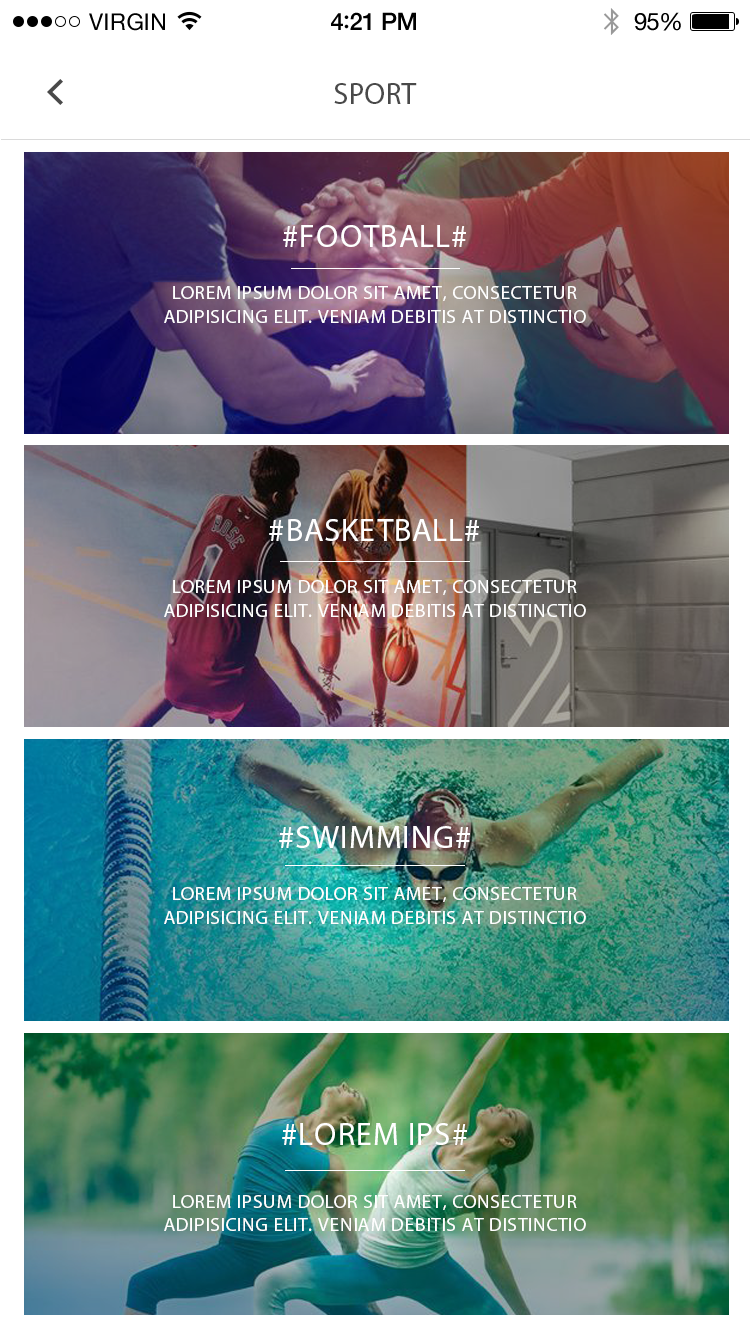 VIRGIN 4:21 PM 95%
SPORT
#FOOTBALL#
LOREM IPSUM DOLOR SIT AMET, CONSECTETUR
ADIPISICING ELIT. VENIAM DEBITIS AT DISTINCTIO
#BASKETBALL#
ROSE
1
LOREM IPSUM DOLOR SIT AMET, CONSECTETUR
ADIPISICING ELIT. VENIAM DEBITIS AT DISTINCTIO
2
#SWIMMING#
LOREM IPSUM DOLOR SIT AMET, CONSECTETUR
ADIPISICING ELIT. VENIAM DEBITIS AT DISTINCTIO
#LOREM IPS#
LOREM IPSUM DOLOR SIT AMET, CONSECTETUR
ADIPISICING ELIT. VENIAM DEBITIS AT DISTINCTIO